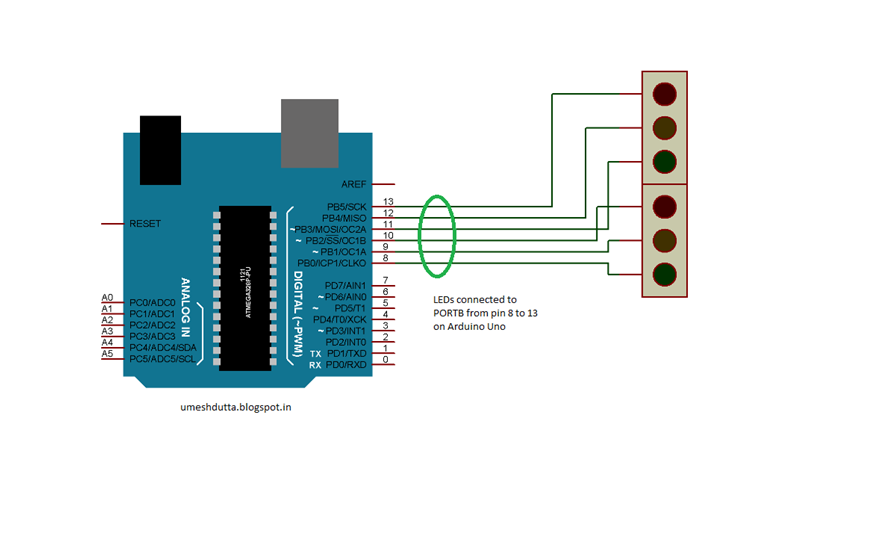 AREF
13
PB5/SCK
12
PB4/MISO
11
~PB3/MOSI/OC2A
10
~ PB2/SS/OC1B
9
~ PB1/OC1A
8
PB0/ICP1/CLKO
RESET
1121
ATMEGA328P-PU
DIGITAL (~PWM)
ANALOG IN
7
PD7/AIN1
6
~ PD6/AIN0
5
~ PD5/T1
4
PD4/T0/XCK
3
~ PD3/INT1
2
PD2/INT0
1
TX PD1/TXD
0
RX PD0/RXD
A0
PC0/ADC0
A1
PC1/ADC1
A2
PC2/ADC2
A3
PC3/ADC3
A4
PC4/ADC4/SDA
A5
PC5/ADC5/SCL
LEDs connected to
PORTB from pin 8 to 13
on Arduino Uno
umeshdutta.blogspot.in